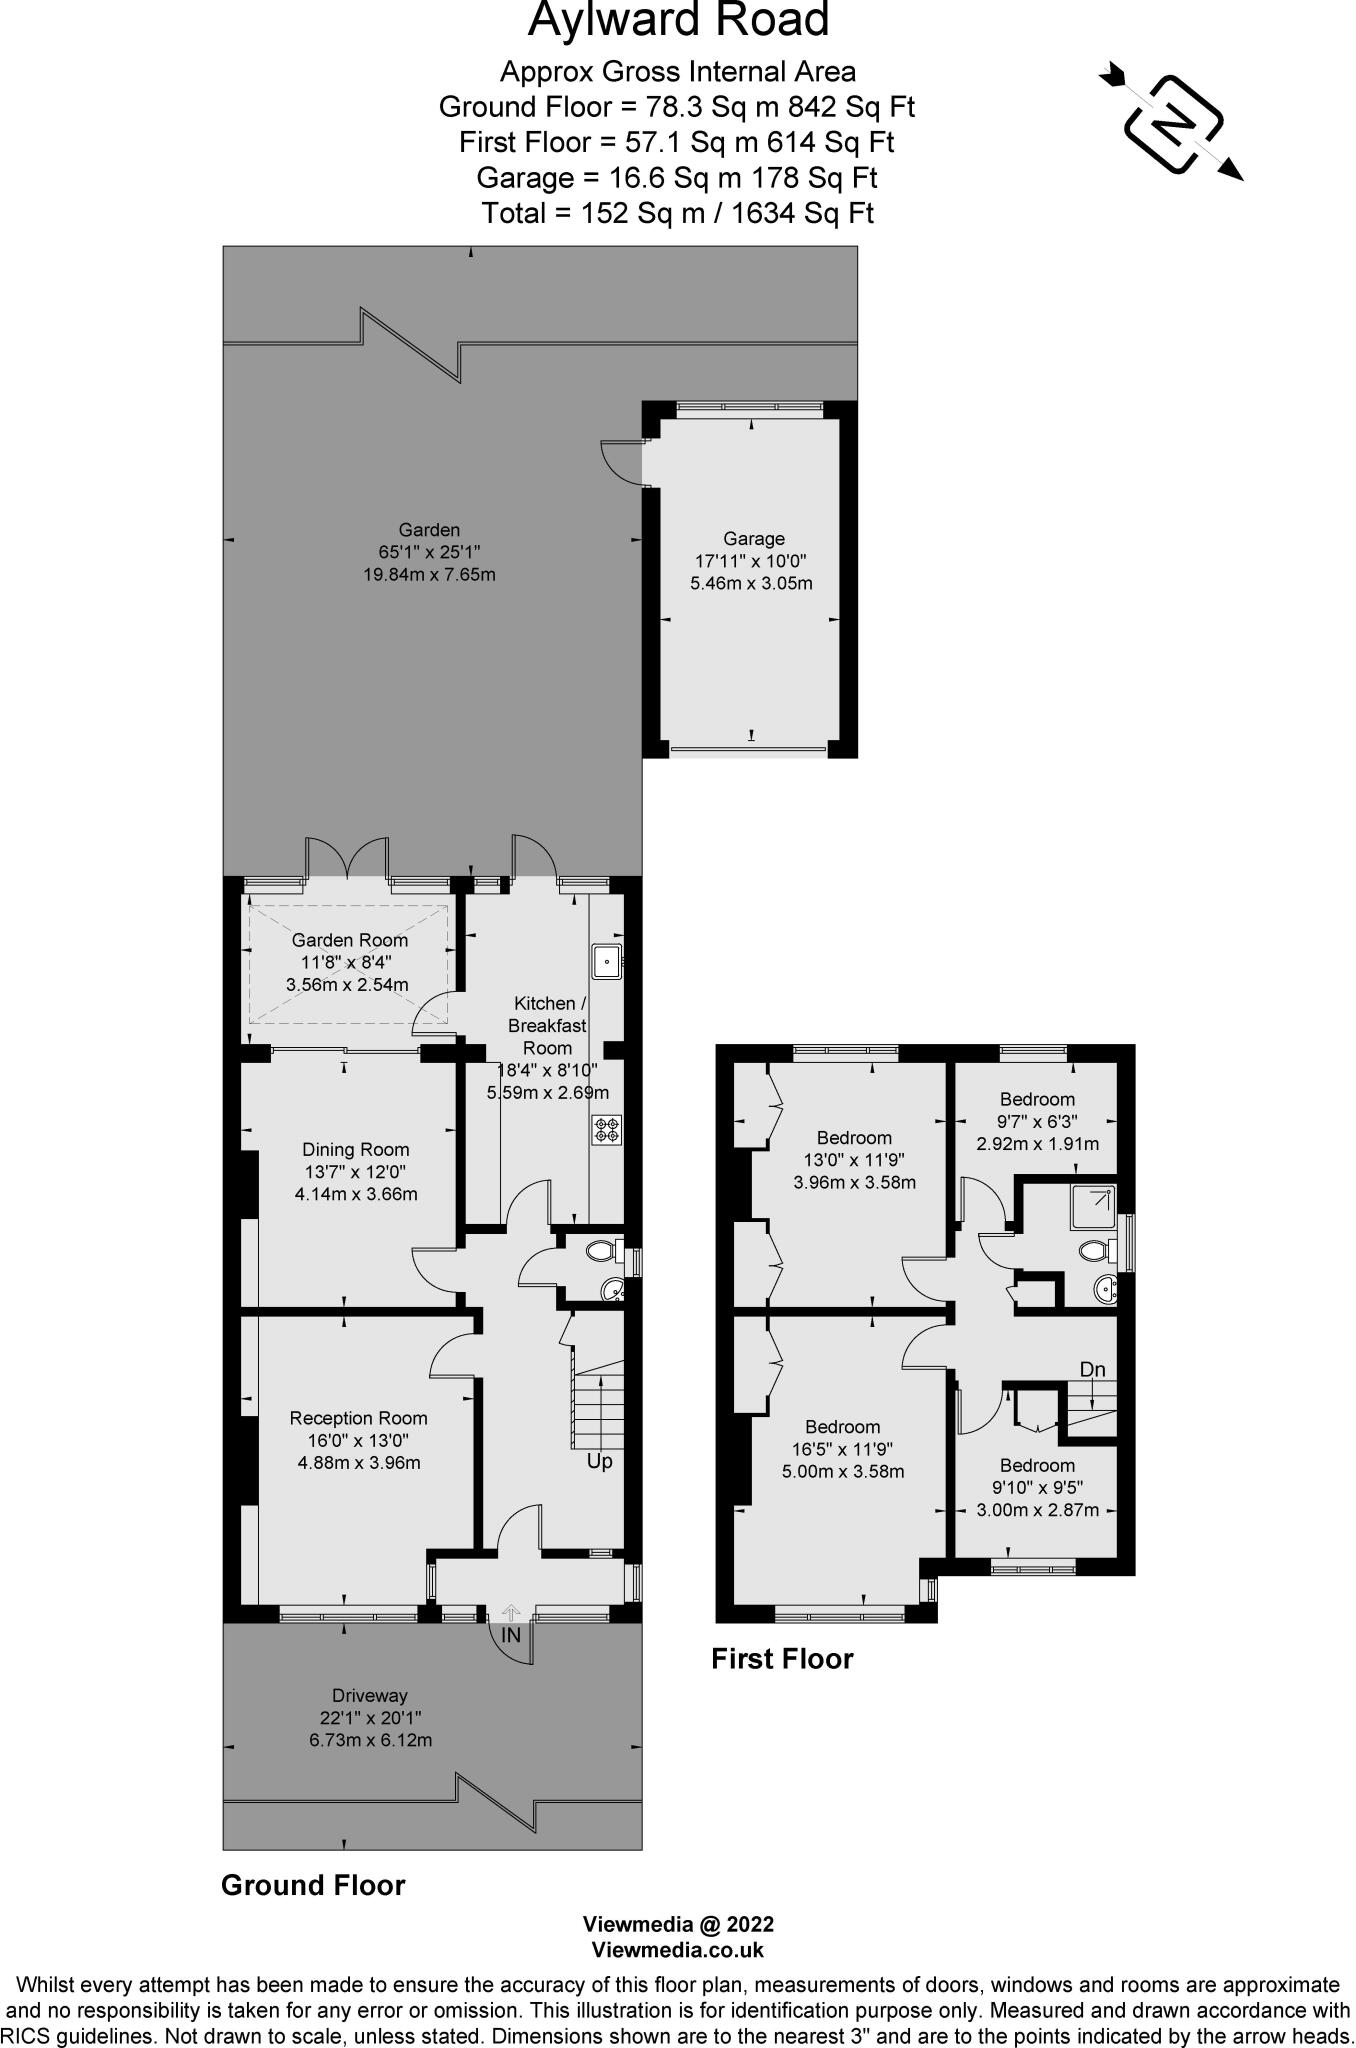 Aylward Road
Approx Gross Internal Area
Ground Floor = 78.3 Sq m 842 Sq Ft
First Floor = 57.1 Sq m 614 Sq Ft
Garage = 16.6 Sq m 178 Sq Ft
Total = 152 Sq m / 1634 Sq Ft
N
Garden
65'1" x 25'1"
19.84m x 7.65m
Garage
17'11" x 10'0"
5.46m x 3.05m
Garden Room
11'8" x 8'4"
3.56m x 2.54m
Kitchen /
Breakfast
Room
18'4" x 8'10"
5.59m x 2.69m
Dining Room
13'7" x 12'0"
4.14m x 3.66m
Reception Room
16'0" x 13'0"
4.88m x 3.96m
Up
IN
Driveway
22'1" x 20'1"
6.73m x 6.12m
Ground Floor
Bedroom
13'0" x 11'9"
3.96m x 3.58m
Bedroom
9'7" x 6'3"
2.92m x 1.91m
Dn
Bedroom
16'5" x 11'9"
5.00m x 3.58m
Bedroom
9'10" x 9'5"
3.00m x 2.87m
First Floor
Viewmedia @ 2022
Viewmedia.co.uk
Whilst every attempt has been made to ensure the accuracy of this floor plan, measurements of doors, windows and rooms are approximate
and no responsibility is taken for any error or omission. This illustration is for identification purpose only. Measured and drawn accordance with
RICS guidelines. Not drawn to scale, unless stated. Dimensions shown are to the nearest 3" and are to the points indicated by the arrow heads.